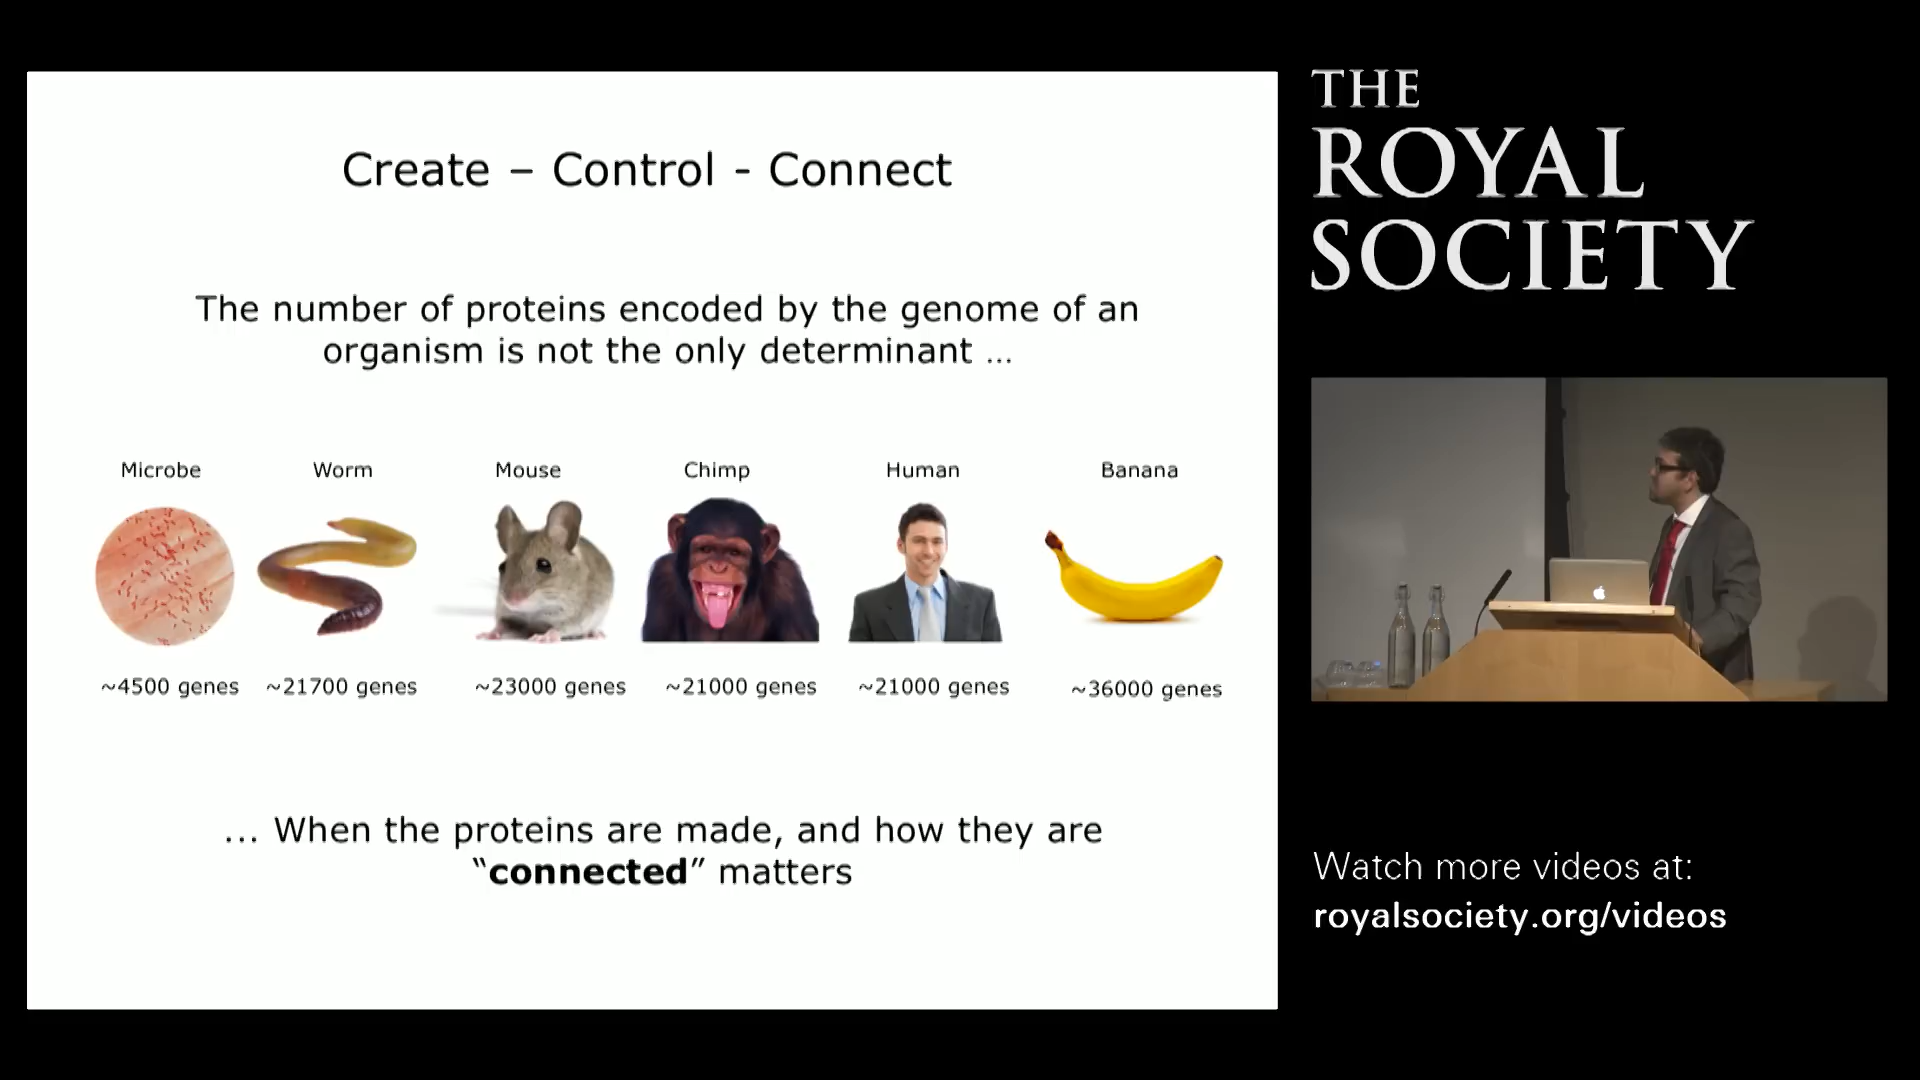 Create – Control - Connect
The number of proteins encoded by the genome of an
organism is not the only determinant ...
Microbe Worm Mouse Chimp Human Banana
~4500 genes ~21700 genes ~23000 genes ~21000 genes ~21000 genes ~36000 genes
... When the proteins are made, and how they are
“connected” matters
THE
ROYAL
SOCIETY
Watch more videos at:
royalsociety.org/videos